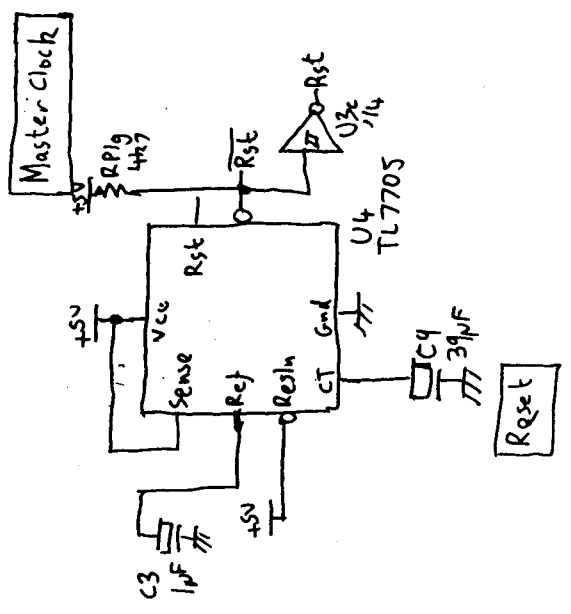 Master Clock
+5V
RP1g
4k7
Rst
Rst
U3c
'14
+5V
Vcc
Rst
U4
TL7705
Sense
Ref
ResIn
CT
Gnd
C4
39µF
+5V
C3
1µF
Reset